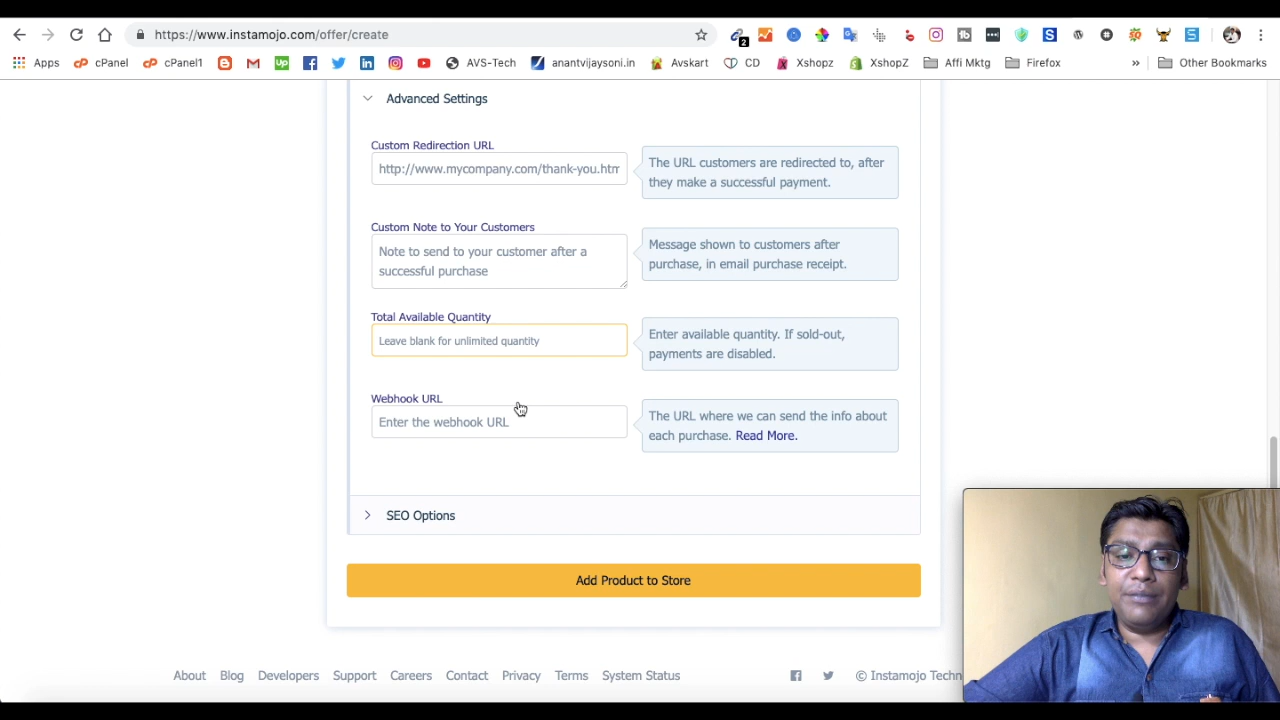 https://www.instamojo.com/offer/create
2
Apps cPanel cPanel1 M Up AVS-Tech anantvijaysoni.in Avskart CD Xshopz XshopZ Affi Mktg Firefox » Other Bookmarks
Advanced Settings
Custom Redirection URL
http://www.mycompany.com/thank-you.htm
The URL customers are redirected to, after
they make a successful payment.
Custom Note to Your Customers
Note to send to your customer after a
successful purchase
Message shown to customers after
purchase, in email purchase receipt.
Total Available Quantity
Leave blank for unlimited quantity
Enter available quantity. If sold-out,
payments are disabled.
Webhook URL
Enter the webhook URL
The URL where we can send the info about
each purchase. Read More.
SEO Options
Add Product to Store
About Blog Developers Support Careers Contact Privacy Terms System Status © Instamojo Techn